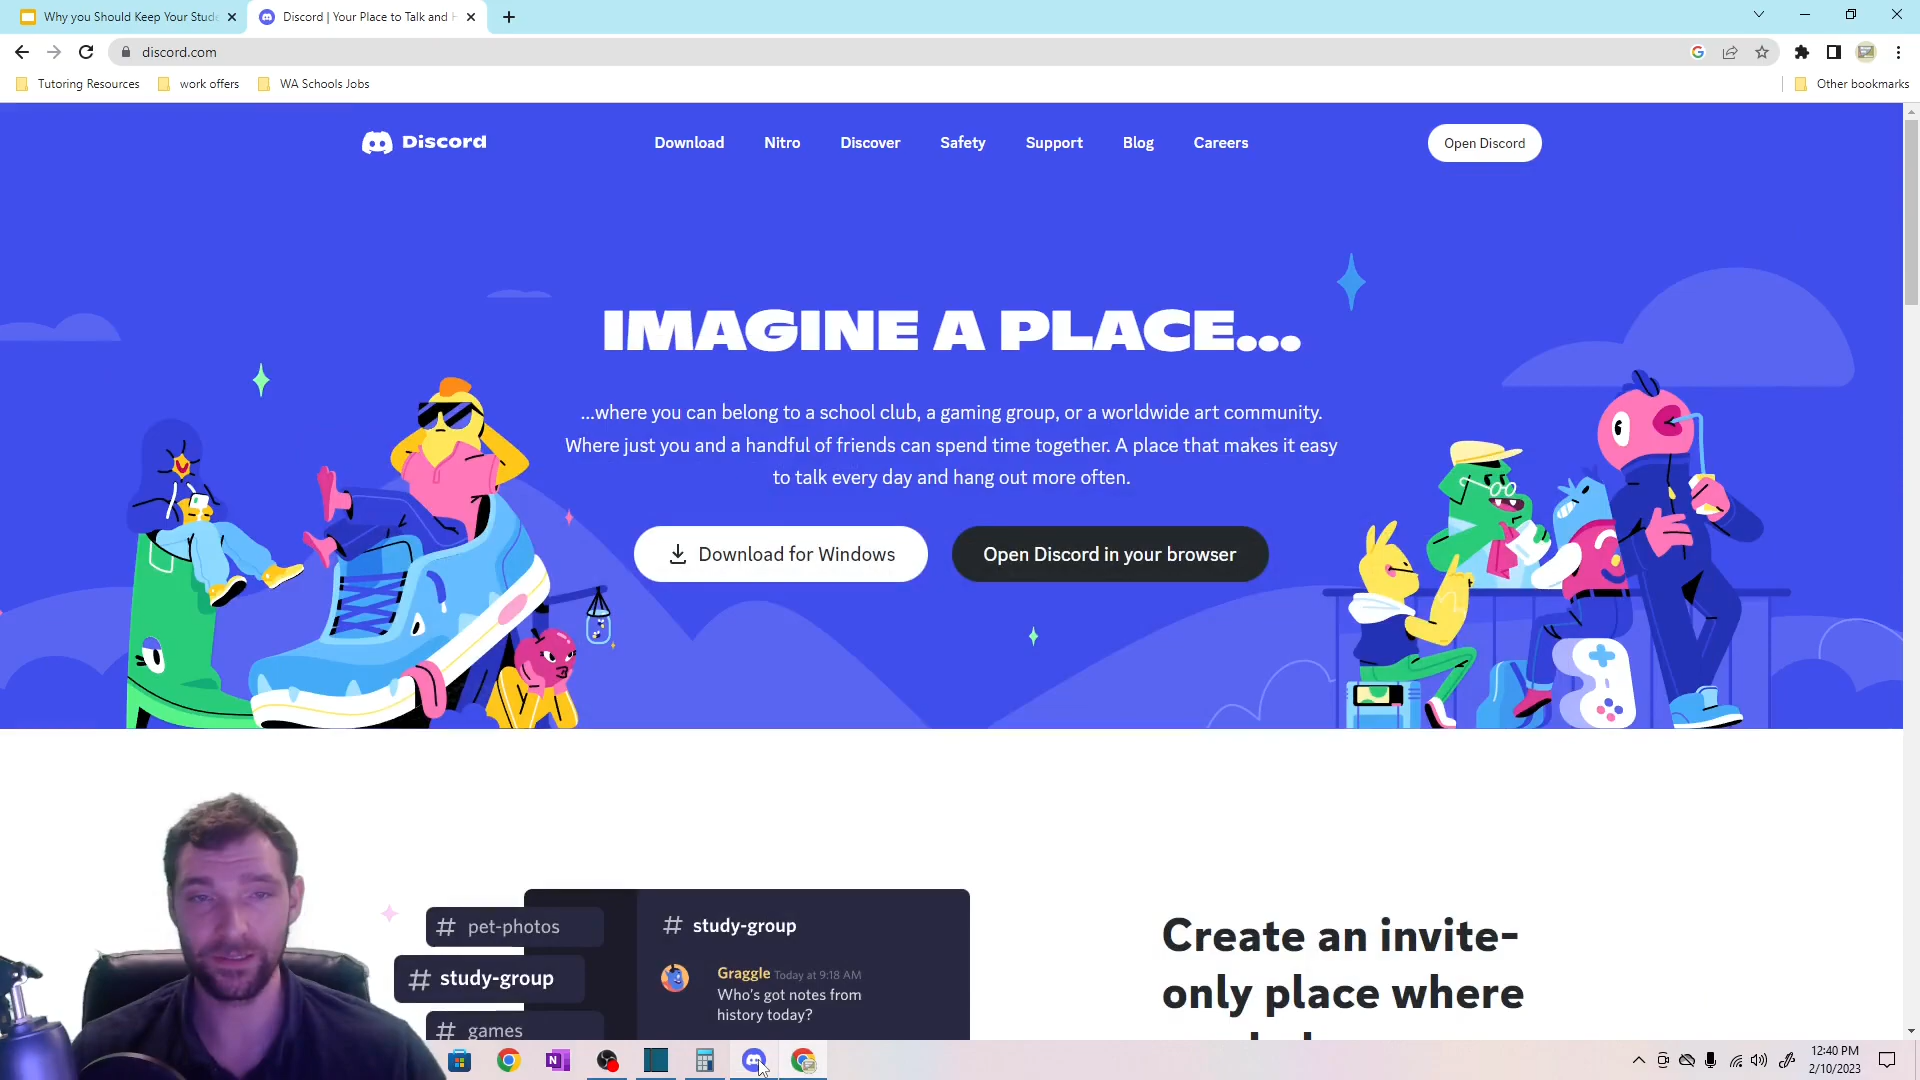 Why you Should Keep Your Stude
Discord | Your Place to Talk and H
discord.com
Tutoring Resources
work offers
WA Schools Jobs
Other bookmarks
Discord
Download
Nitro
Discover
Safety
Support
Blog
Careers
Open Discord
IMAGINE A PLACE...
...where you can belong to a school club, a gaming group, or a worldwide art community.
Where just you and a handful of friends can spend time together. A place that makes it easy
to talk every day and hang out more often.
Download for Windows
Open Discord in your browser
# pet-photos
# study-group
# games
# study-group
Graggle Today at 9:18 AM
Who's got notes from
history today?
Create an invite-
only place where
12:40 PM
2/10/2023